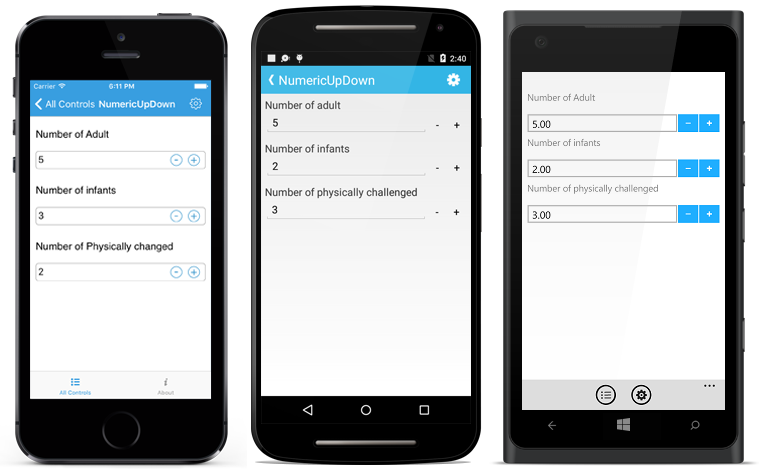 Carrier 6:11 PM
All Controls NumericUpDown
Number of Adult
5
Number of infants
3
Number of Physically changed
2
All Controls
About
2:40
NumericUpDown
Number of adult
5 - +
Number of infants
2 - +
Number of physically challenged
3 - +
Number of Adult
5.00 − +
Number of infants
2.00 − +
Number of physically challenged
3.00 − +